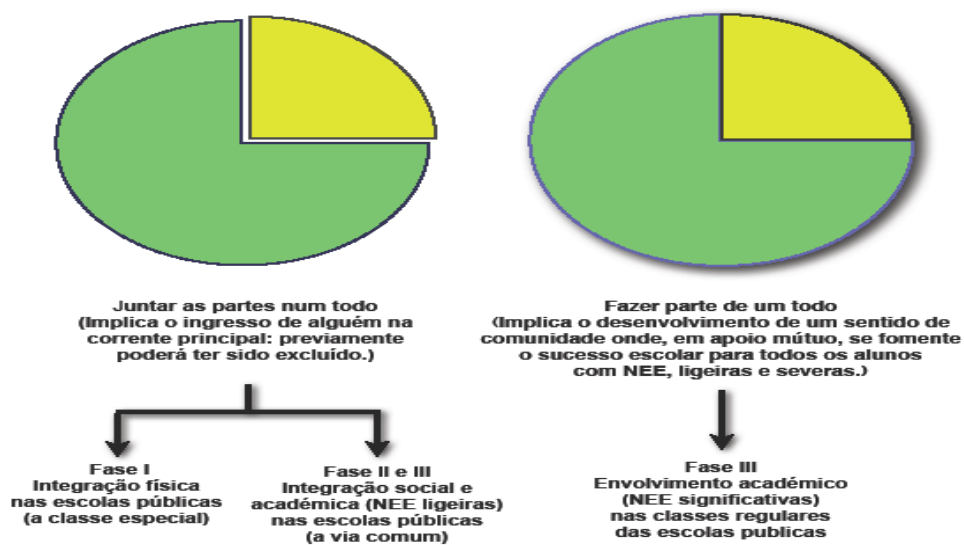 Juntar as partes num todo
(Implica o ingresso de alguém na
corrente principal: previamente
poderá ter sido excluído.)
Fazer parte de um todo
(Implica o desenvolvimento de um sentido de
comunidade onde, em apoio mútuo, se fomente
o sucesso escolar para todos os alunos
com NEE, ligeiras e severas.)
Fase I
Integração física
nas escolas públicas
(a classe especial)
Fase II e III
Integração social e
académica (NEE ligeiras)
nas escolas públicas
(a via comum)
Fase III
Envolvimento académico
(NEE significativas)
nas classes regulares
das escolas publicas